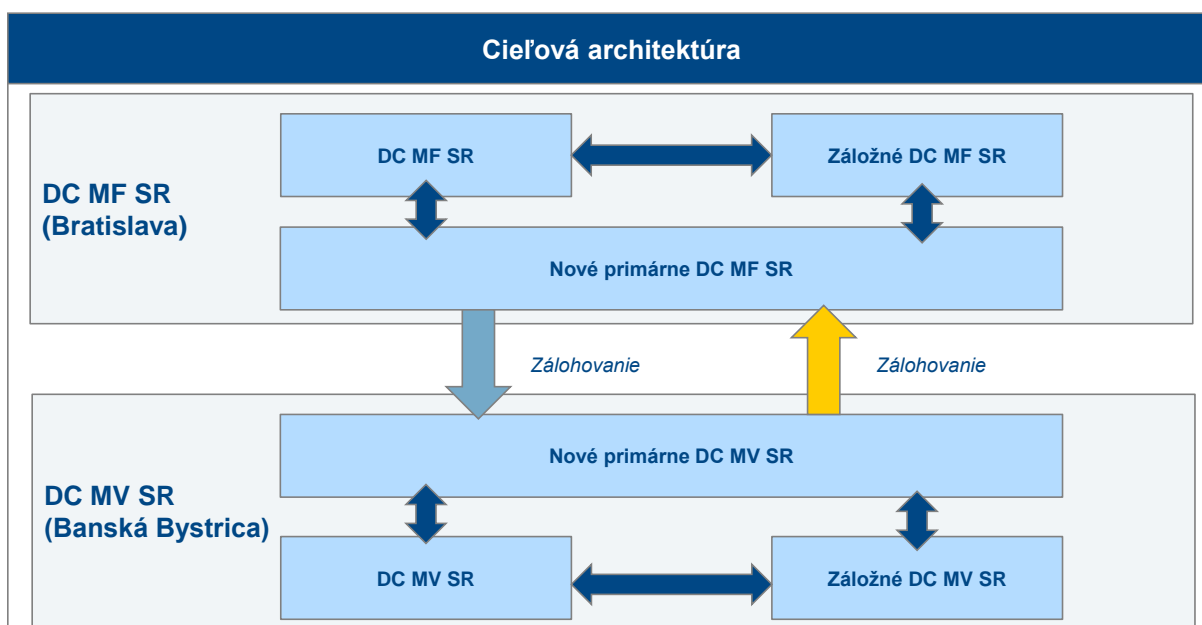 Cieľová architektúra
DC MF SR
Záložné DC MF SR
DC MF SR
(Bratislava)
Nové primárne DC MF SR
Zálohovanie
Zálohovanie
Nové primárne DC MV SR
DC MV SR
(Banská Bystrica)
DC MV SR
Záložné DC MV SR